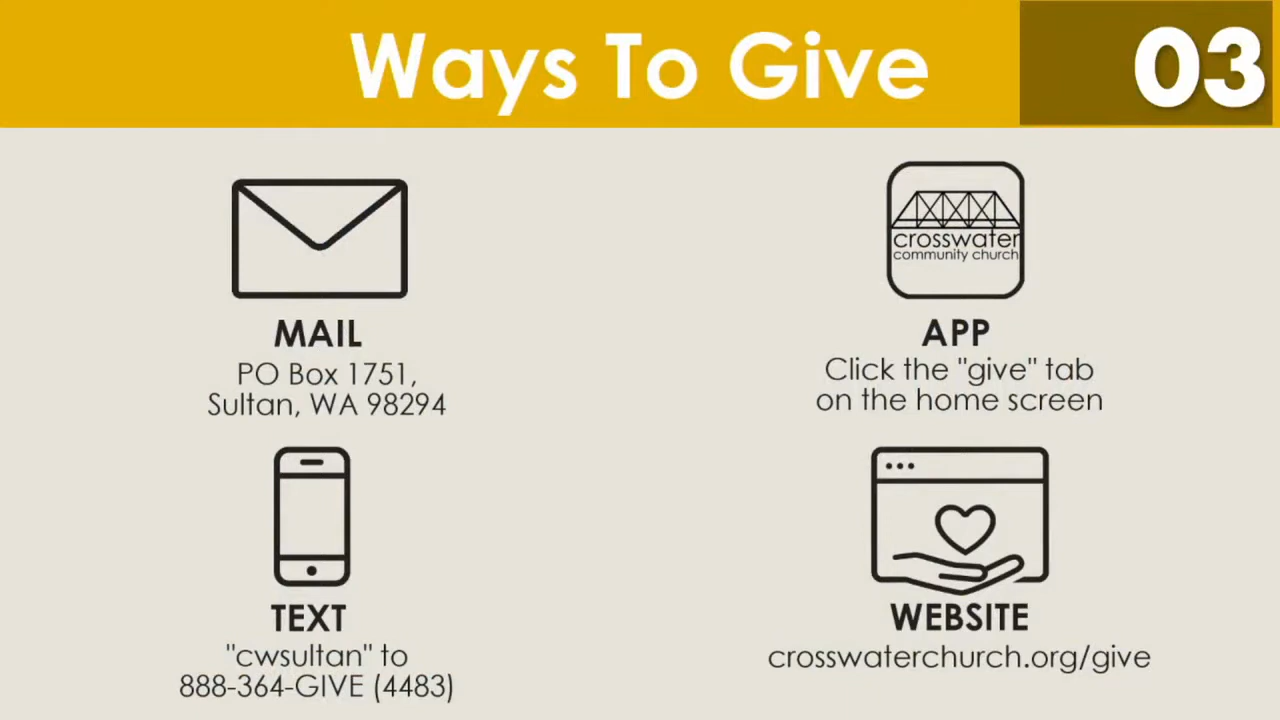 Ways To Give
03
MAIL
PO Box 1751,
Sultan, WA 98294
crosswater
community church
APP
Click the "give" tab
on the home screen
TEXT
"cwsultan" to
888-364-GIVE (4483)
WEBSITE
crosswaterchurch.org/give